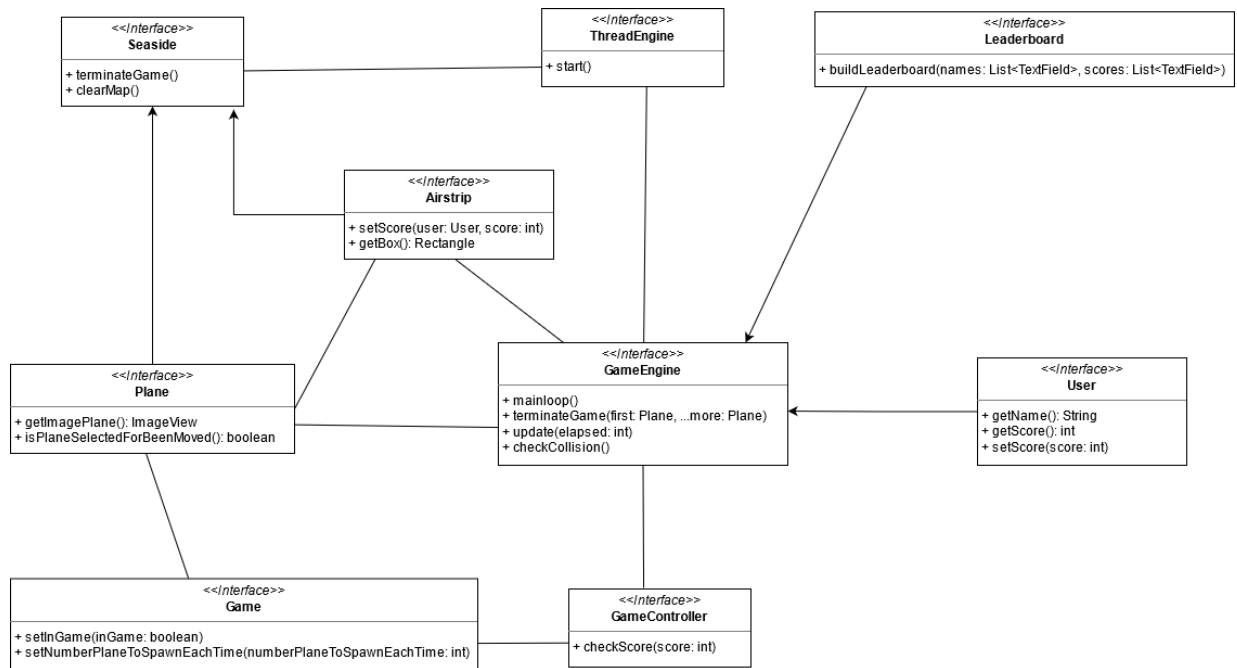 <<Interface>>
Seaside
+ terminateGame()
+ clearMap()
<<Interface>>
ThreadEngine
+ start()
<<Interface>>
Leaderboard
+ buildLeaderboard(names: List<TextField>, scores: List<TextField>)
<<Interface>>
Airstrip
+ setScore(user: User, score: int)
+ getBox(): Rectangle
<<Interface>>
Plane
+ getImagePlane(): ImageView
+ isPlaneSelectedForBeenMoved(): boolean
<<Interface>>
GameEngine
+ mainloop()
+ terminateGame(first: Plane, ...more: Plane)
+ update(elapsed: int)
+ checkCollision()
<<Interface>>
User
+ getName(): String
+ getScore(): int
+ setScore(score: int)
<<Interface>>
Game
+ setInGame(inGame: boolean)
+ setNumberPlaneToSpawnEachTime(numberPlaneToSpawnEachTime: int)
<<Interface>>
GameController
+ checkScore(score: int)